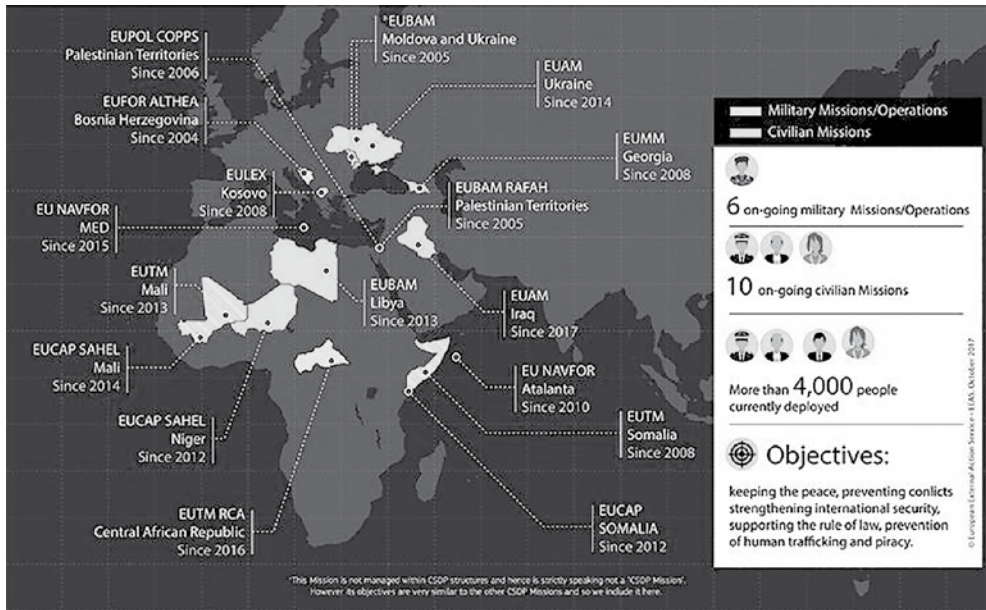 *EUBAM
Moldova and Ukraine
Since 2005
EUPOL COPPS
Palestinian Territories
Since 2006
EUAM
Ukraine
Since 2014
EUFOR ALTHEA
Bosnia Herzegovina
Since 2004
EUMM
Georgia
Since 2008
EULEX
Kosovo
Since 2008
EUBAM RAFAH
Palestinian Territories
Since 2005
EU NAVFOR
MED
Since 2015
EUTM
Mali
Since 2013
EUBAM
Libya
Since 2013
EUAM
Iraq
Since 2017
EUCAP SAHEL
Mali
Since 2014
EU NAVFOR
Atalanta
Since 2010
EUCAP SAHEL
Niger
Since 2012
EUTM
Somalia
Since 2008
EUTM RCA
Central African Republic
Since 2016
EUCAP
SOMALIA
Since 2012
*This Mission is not managed within CSDP structures and hence is strictly speaking not a 'CSDP Mission'.
However its objectives are very similar to the other CSDP Missions and so we include it here.
Military Missions/Operations
Civilian Missions
6 on-going military Missions/Operations
10 on-going civilian Missions
More than 4,000 people
currently deployed
Objectives:
keeping the peace, preventing conlicts
strengthening international security,
supporting the rule of law, prevention
of human trafficking and piracy.
© European External Action Service - EEAS. October 2017